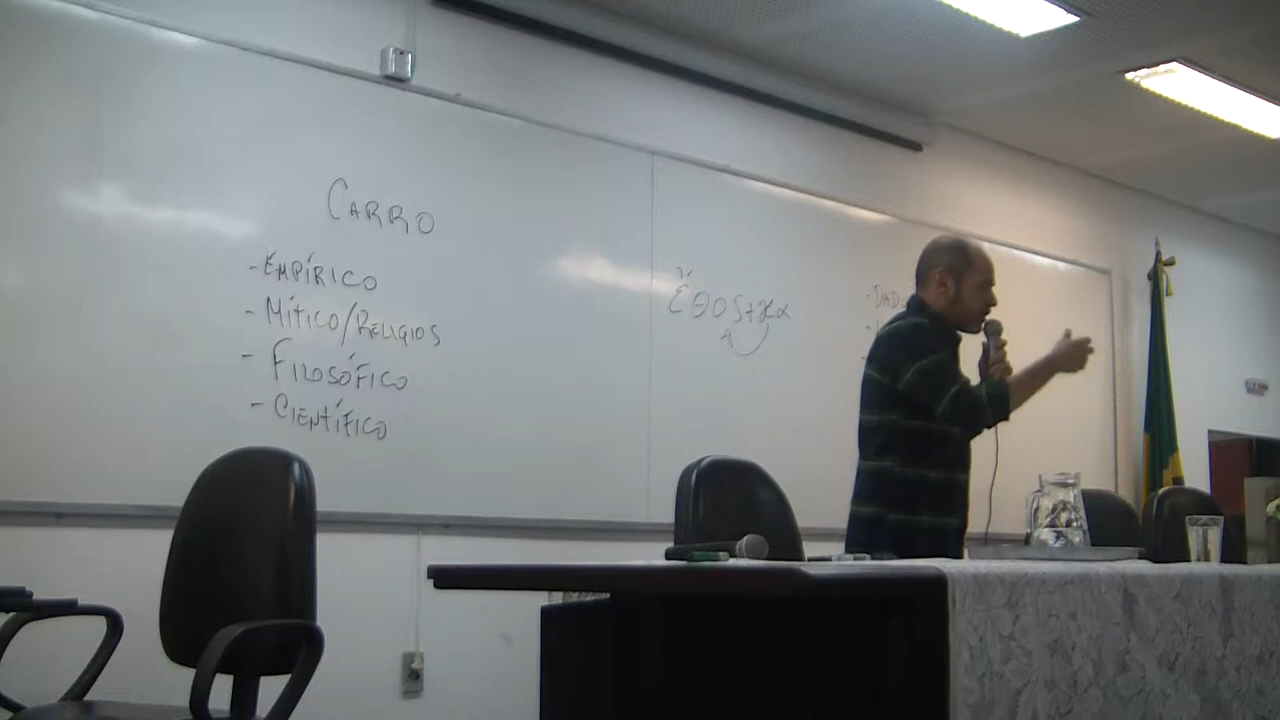 CARRO
-EMPÍRICO
-MÍTICO/RELIGIOS
-FILOSÓFICO
-CIENTÍFICO